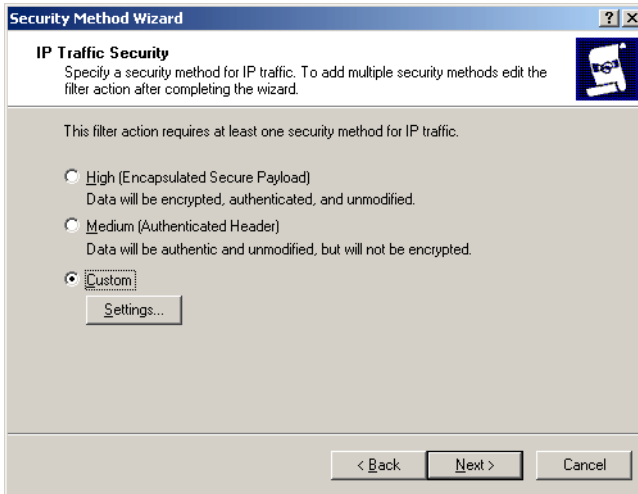 Security Method Wizard
IP Traffic Security
Specify a security method for IP traffic. To add multiple security methods edit the
filter action after completing the wizard.
This filter action requires at least one security method for IP traffic.
High (Encapsulated Secure Payload)
Data will be encrypted, authenticated, and unmodified.
Medium (Authenticated Header)
Data will be authentic and unmodified, but will not be encrypted.
Custom
Settings...
< Back Next > Cancel